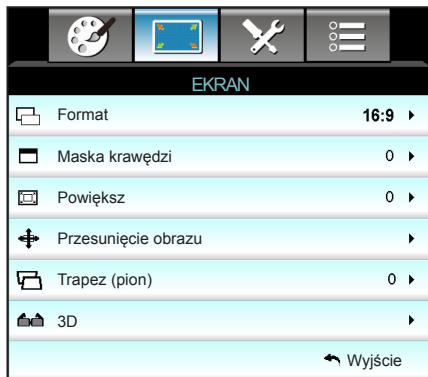 EKRAN
Format 16:9
Maska krawędzi 0
Powiększ 0
Przesunięcie obrazu
Trapez (pion) 0
3D
Wyjście